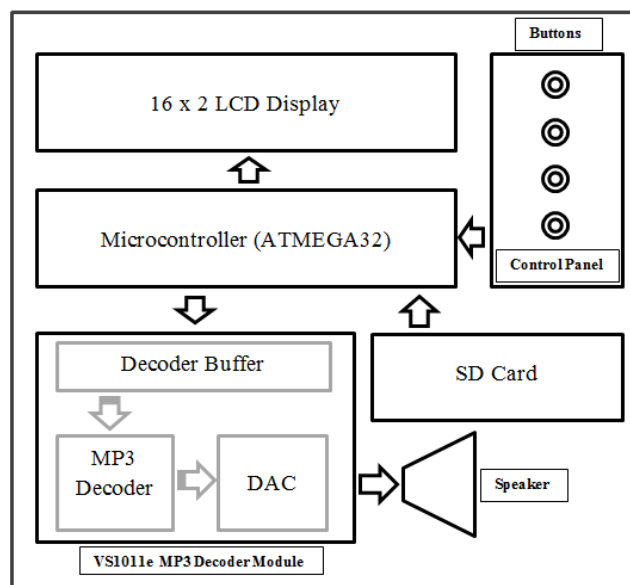 Buttons
16 x 2 LCD Display
Microcontroller (ATMEGA32)
Control Panel
Decoder Buffer
SD Card
MP3
Decoder
DAC
Speaker
VS1011e MP3 Decoder Module